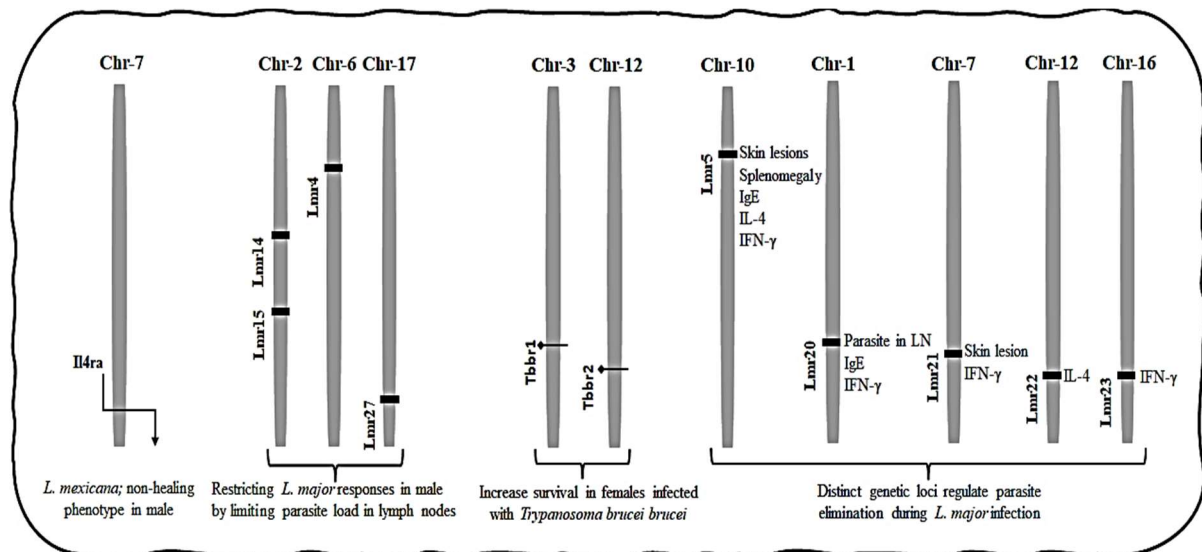 Chr-7
Chr-2 Chr-6 Chr-17
Chr-3 Chr-12
Chr-10
Chr-1
Chr-7
Chr-12
Chr-16
Il4ra
Lmr14
Lmr15
Lmr4
Lmr27
Tbbr1
Tbbr2
Lmr5
Skin lesions
Splenomegaly
IgE
IL-4
IFN-γ
Lmr20
Parasite in LN
IgE
IFN-γ
Lmr21
Skin lesion
IFN-γ
Lmr22
IL-4
Lmr23
IFN-γ
L. mexicana; non-healing
phenotype in male
Restricting L. major responses in male
by limiting parasite load in lymph nodes
Increase survival in females infected
with Trypanosoma brucei brucei
Distinct genetic loci regulate parasite
elimination during L. major infection